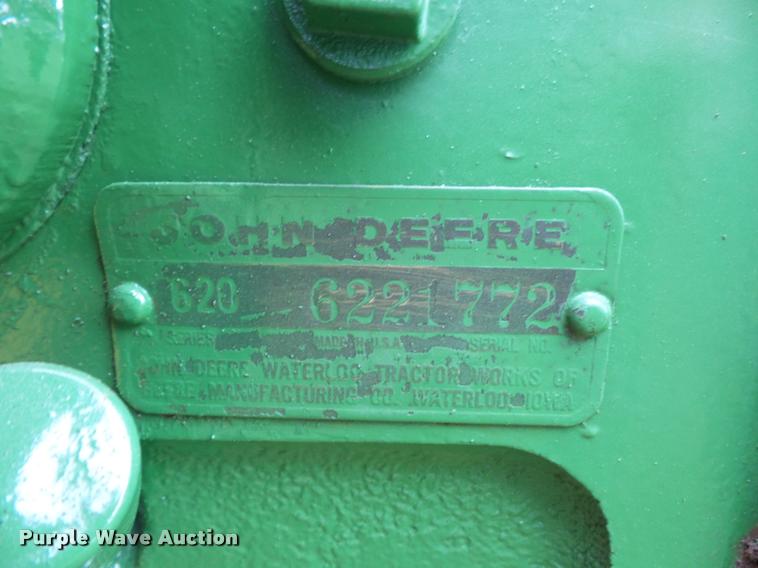 JOHN DEERE
620 6221772
SERIES MADE IN U.S.A. SERIAL NO.
JOHN DEERE WATERLOO TRACTOR WORKS OF
DEERE MANUFACTURING CO. WATERLOO, IOWA
Purple Wave Auction